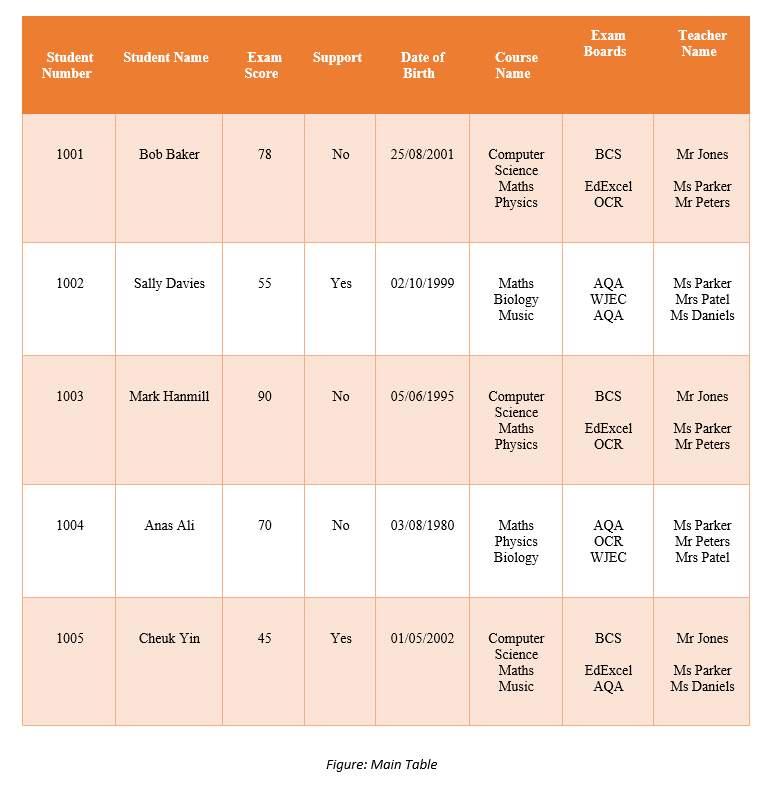 Student Number
Student Name
Exam Score
Support
Date of Birth
Course Name
Exam Boards
Teacher Name
1001 Bob Baker 78 No 25/08/2001 Computer BCS Mr Jones
Science
Maths EdExcel Ms Parker
Physics OCR Mr Peters
1002 Sally Davies 55 Yes 02/10/1999 Maths AQA Ms Parker
Biology WJEC Mrs Patel
Music AQA Ms Daniels
1003 Mark Hanmill 90 No 05/06/1995 Computer BCS Mr Jones
Science
Maths EdExcel Ms Parker
Physics OCR Mr Peters
1004 Anas Ali 70 No 03/08/1980 Maths AQA Ms Parker
Physics OCR Mr Peters
Biology WJEC Mrs Patel
1005 Cheuk Yin 45 Yes 01/05/2002 Computer BCS Mr Jones
Science
Maths EdExcel Ms Parker
Music AQA Ms Daniels
Figure: Main Table